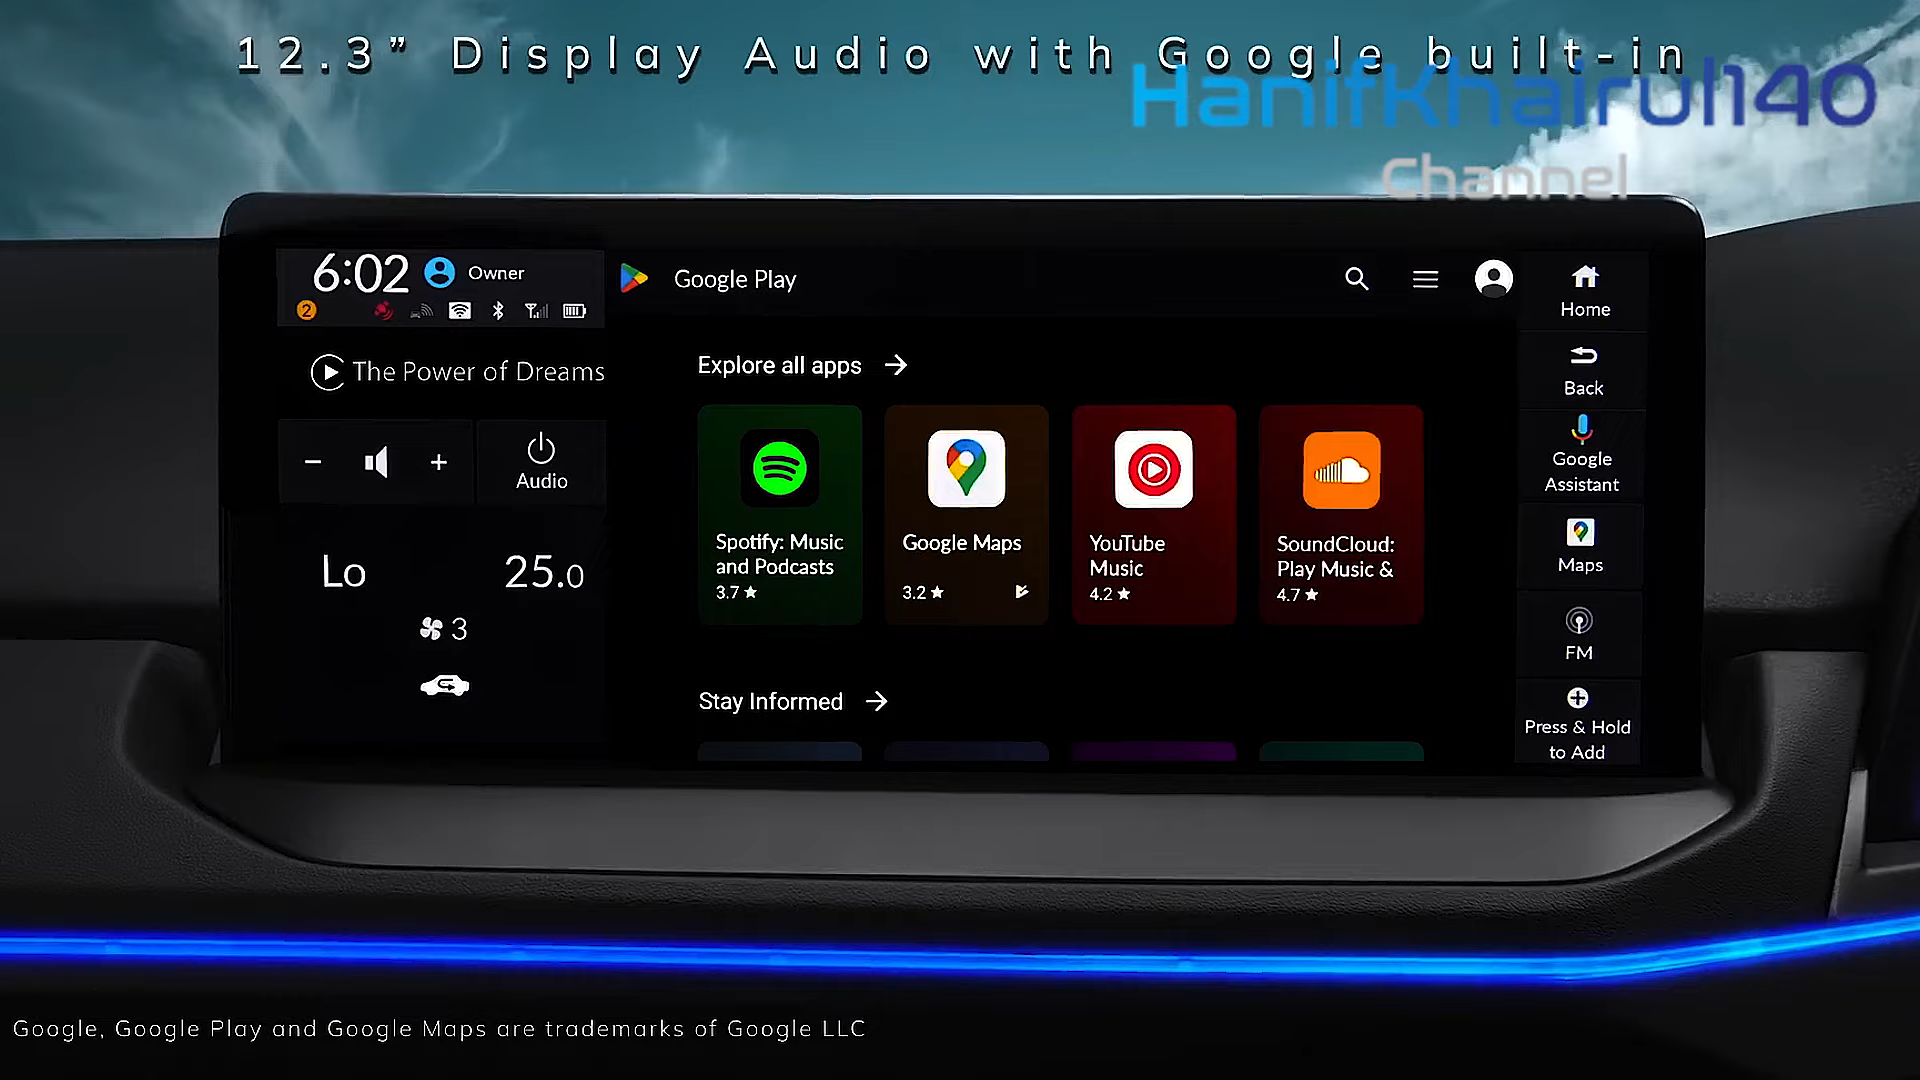 12.3” Display Audio with Google built-in
HanifKhairul140
Channel
6:02
Owner
2
The Power of Dreams
Audio
Lo
25.0
3
Google Play
Explore all apps
Spotify: Music
and Podcasts
3.7 ★
Google Maps
3.2 ★
YouTube
Music
4.2 ★
SoundCloud:
Play Music &
4.7 ★
Stay Informed
Home
Back
Google
Assistant
Maps
FM
Press & Hold
to Add
Google, Google Play and Google Maps are trademarks of Google LLC